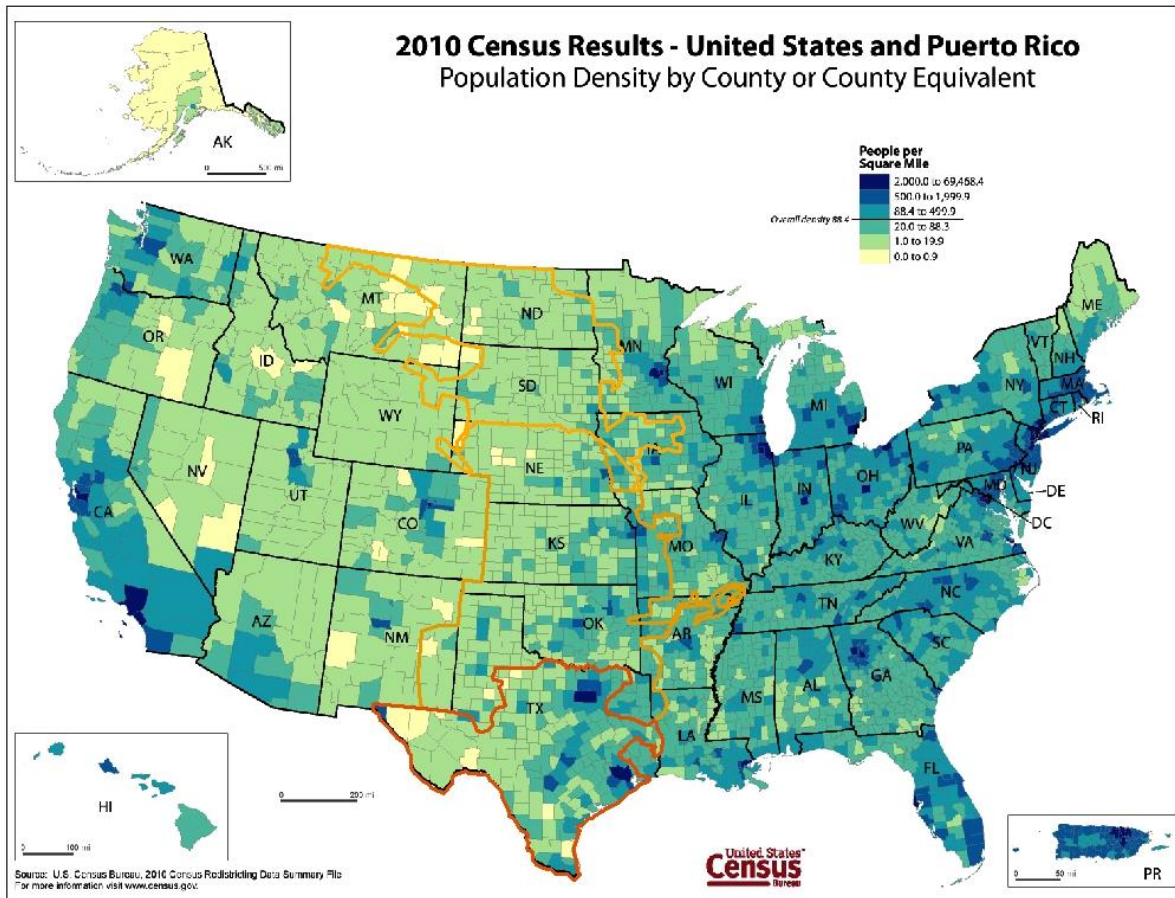 2010 Census Results - United States and Puerto Rico
Population Density by County or County Equivalent
AK
0 500 mi
People per
Square Mile
2,000.0 to 69,468.4
500.0 to 1,999.9
88.4 to 499.9
Overall density 88.4
20.0 to 88.3
1.0 to 19.9
0.0 to 0.9
WA
MT
ND
MN
ME
OR
ID
SD
WI
VT
NH
NY
MA
WY
MI
CT
RI
IA
NE
PA
NJ
NV
UT
OH
IL
IN
MD
DE
CA
CO
WV
DC
KS
MO
VA
KY
NC
TN
AZ
NM
OK
AR
SC
MS
AL
GA
TX
LA
FL
HI
0 100 mi
0 200 mi
0 50 mi
PR
United States
Census
Bureau
Source: U.S. Census Bureau, 2010 Census Redistricting Data Summary File
For more information visit www.census.gov.